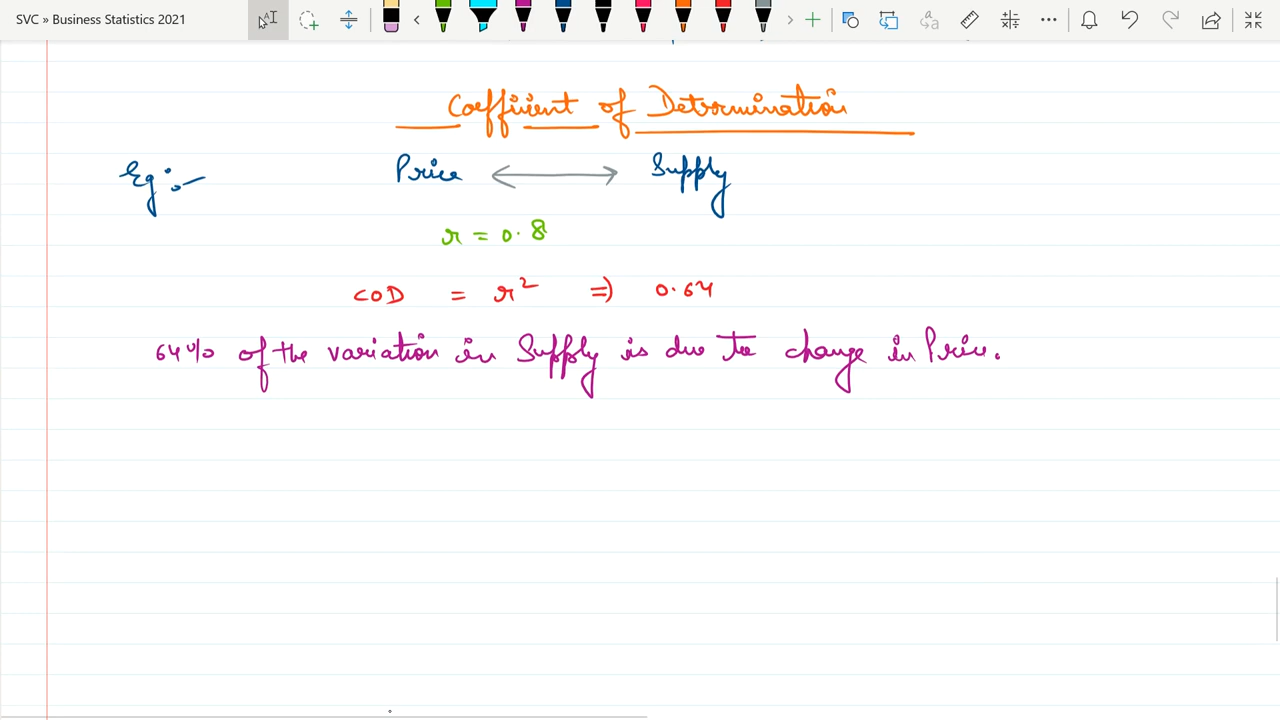 SVC » Business Statistics 2021
Coefficient of Determination
Eg:- Price ⟷ Supply
r = 0.8
COD = r² ⇒ 0.64
64% of the variation in Supply is due to change in Price.